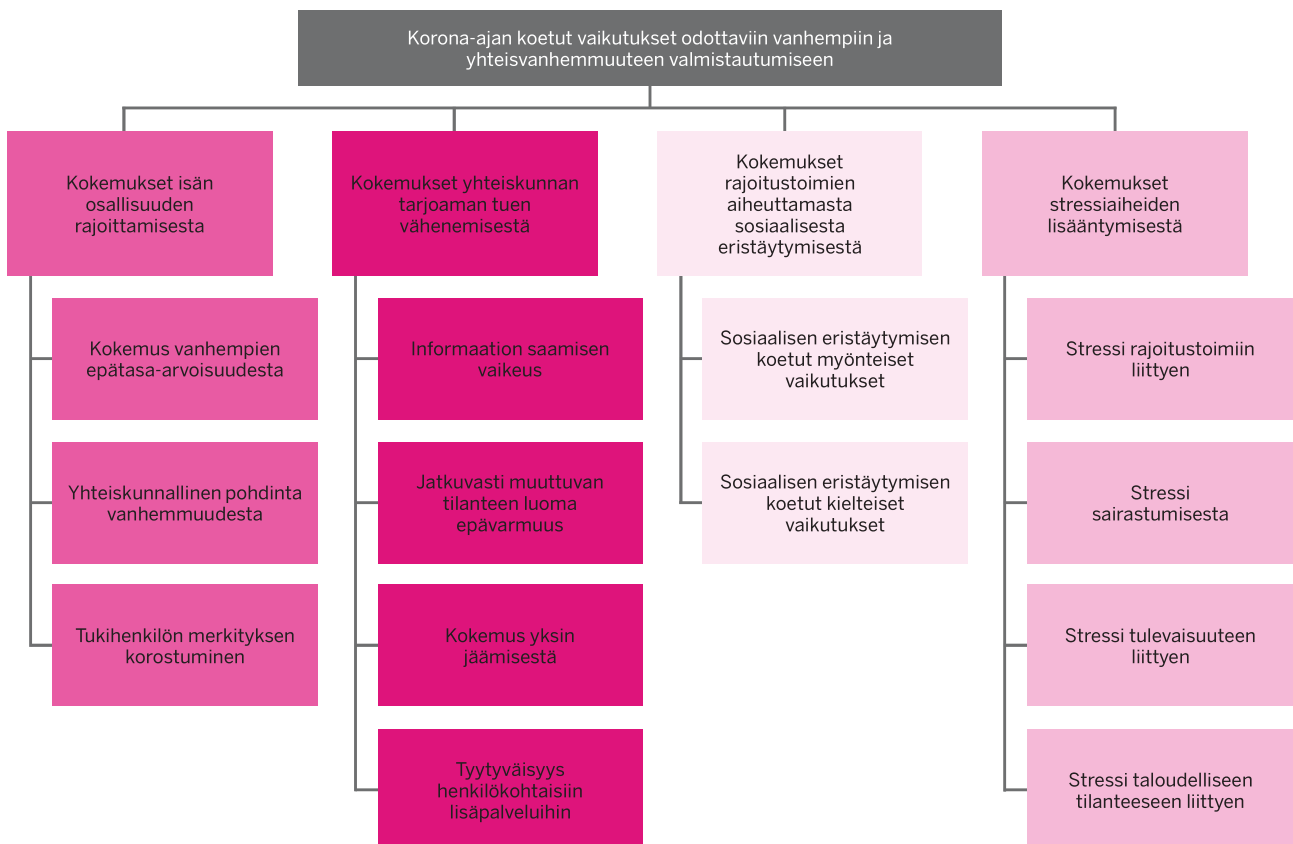 Korona-ajan koetut vaikutukset odottaviin vanhempiin ja
yhteisvanhemmuuteen valmistautumiseen
Kokemukset isän
osallisuuden
rajoittamisesta
Kokemus vanhempien
epätasa-arvoisuudesta
Yhteiskunnallinen pohdinta
vanhemmuudesta
Tukihenkilön merkityksen
korostuminen
Kokemukset yhteiskunnan
tarjoaman tuen
vähenemisestä
Informaation saamisen
vaikeus
Jatkuvasti muuttuvan
tilanteen luoma
epävarmuus
Kokemus yksin
jäämisestä
Tyytyväisyys
henkilökohtaisiin
lisäpalveluihin
Kokemukset
rajoitustoimien
aiheuttamasta
sosiaalisesta
eristäytymisestä
Sosiaalisen eristäytymisen
koetut myönteiset
vaikutukset
Sosiaalisen eristäytymisen
koetut kielteiset
vaikutukset
Kokemukset
stressiaiheiden
lisääntymisestä
Stressi rajoitustoimiin
liittyen
Stressi
sairastumisesta
Stressi tulevaisuuteen
liittyen
Stressi taloudelliseen
tilanteeseen liittyen